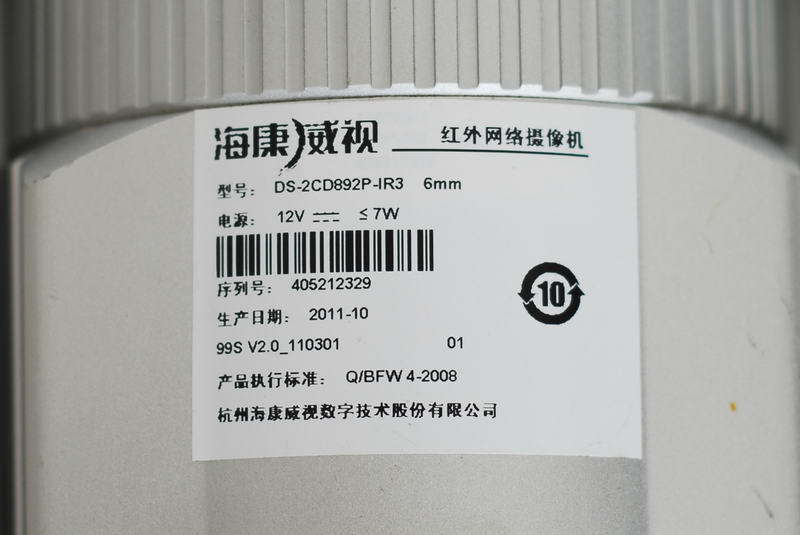 海康威视 红外网络摄像机
型号： DS-2CD892P-IR3 6mm
电源： 12V ⎓ ≤7W
序列号： 405212329
生产日期： 2011-10
99S V2.0_110301 01
10
产品执行标准： Q/BFW 4-2008
杭州海康威视数字技术股份有限公司